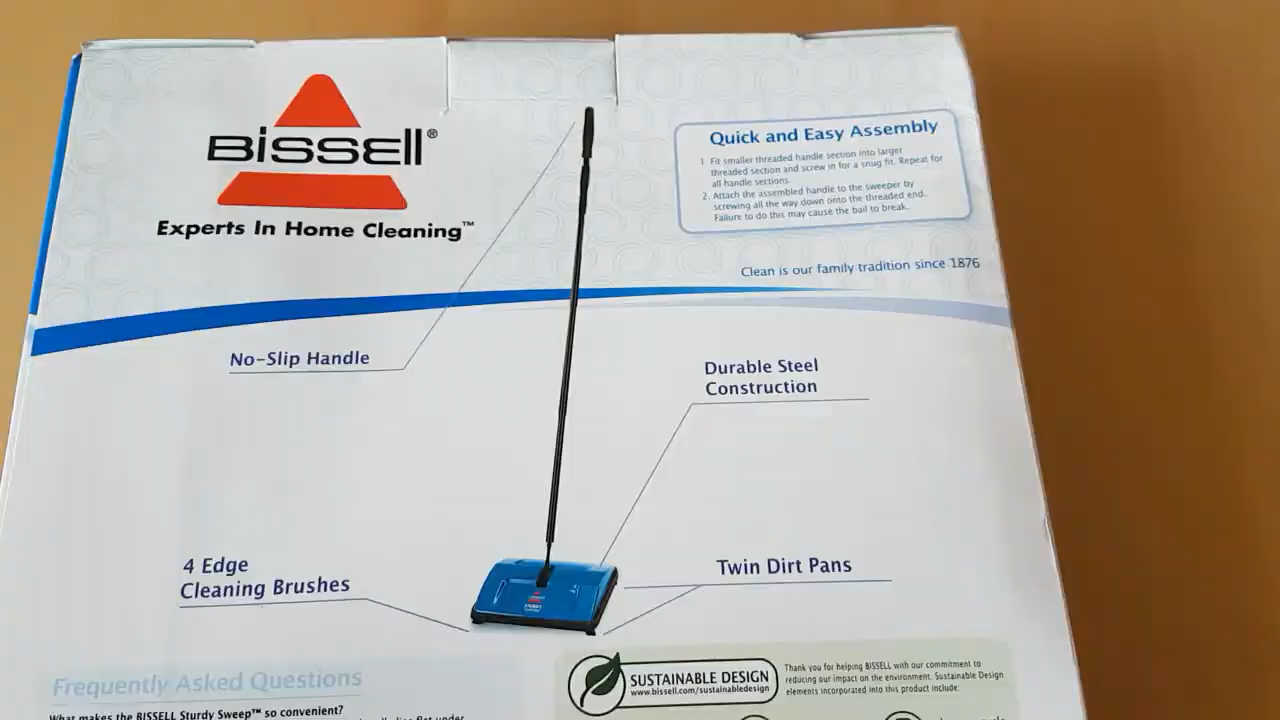 BISSELL®
Experts In Home Cleaning™
Quick and Easy Assembly
1 Fit smaller threaded handle section into larger
threaded section and screw in for a snug fit. Repeat for
all handle sections
2. Attach the assembled handle to the sweeper by
screwing all the way down onto the threaded end.
Failure to do this may cause the bail to break.
Clean is our family tradition since 1876
No-Slip Handle
Durable Steel
Construction
4 Edge
Cleaning Brushes
Twin Dirt Pans
Frequently Asked Questions
What makes the BISSELL Sturdy Sweep™ so convenient?
SUSTAINABLE DESIGN
www.bissell.com/sustainabledesign
Thank you for helping BISSELL with our commitment to
reducing our impact on the environment. Sustainable Design
elements incorporated into this product include: